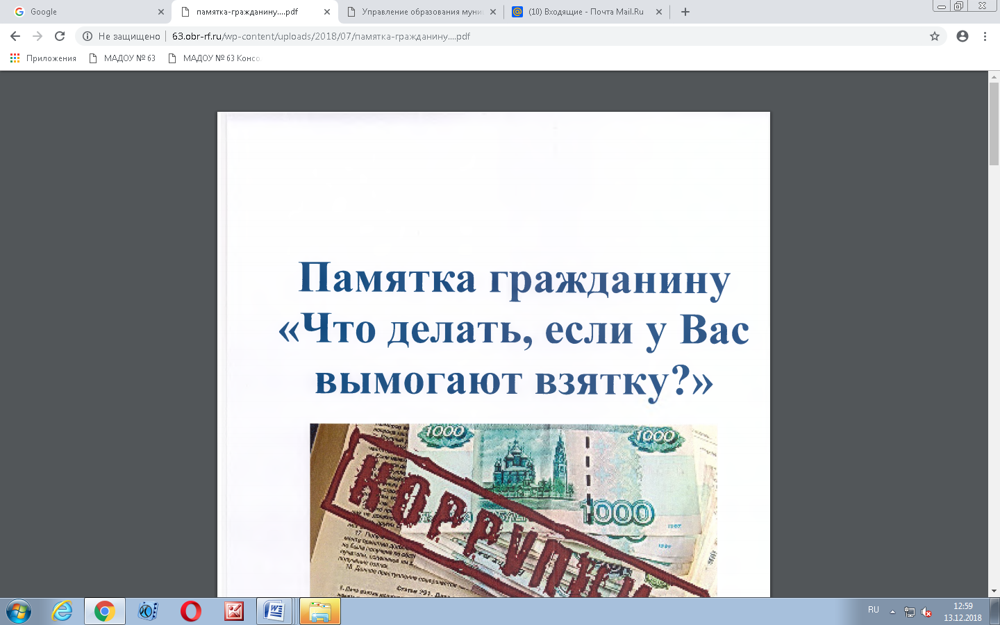 Google
памятка-гражданину....pdf
Управление образования муни
(10) Входящие - Почта Mail.Ru
Не защищено
63.obr-rf.ru/wp-content/uploads/2018/07/памятка-гражданину....pdf
Приложения
МАДОУ № 63
МАДОУ № 63 Консо
Памятка гражданину
«Что делать, если у Вас
вымогают взятку?»
1000
1000
1000
КОРРУПЦИ
RU
12:59
13.12.2018